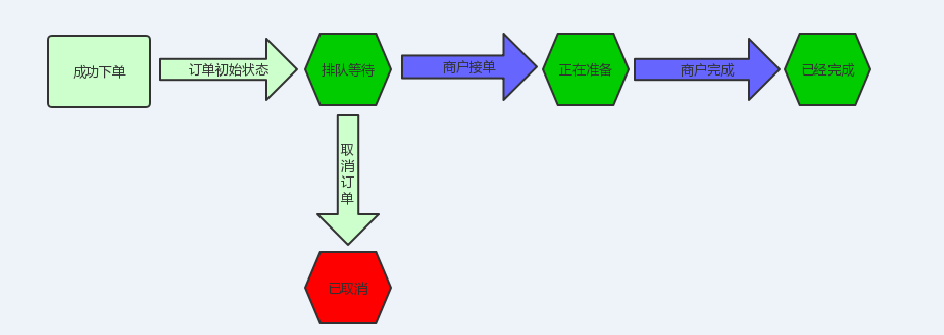 成功下单
订单初始状态
排队等待
商户接单
正在准备
商户完成
已经完成
取
消
订
单
已取消